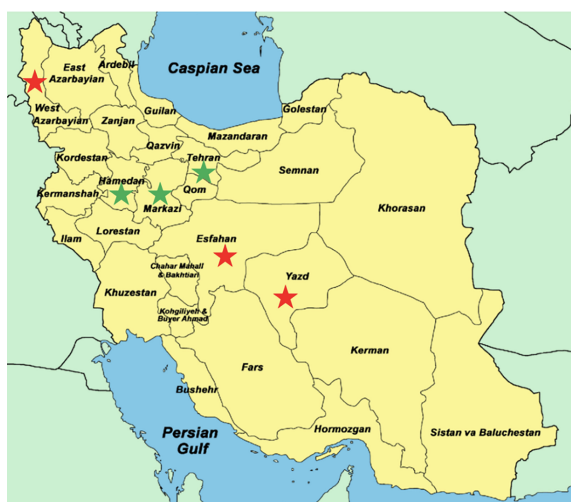 Caspian Sea
Ardebil
East
Azarbayian
West
Azarbayian
Guilan
Zanjan
Golestan
Mazandaran
Qazvin
Tehran
Semnan
Kordestan
Hamedan
Qom
Kermanshah
Markazi
Khorasan
Lorestan
Ilam
Esfahan
Chahar Mahall
& Bakhtiari
Yazd
Khuzestan
Kohgiliyeh &
Buyer Ahmad
Kerman
Fars
Bushehr
Hormozgan
Sistan va Baluchestan
Persian
Gulf